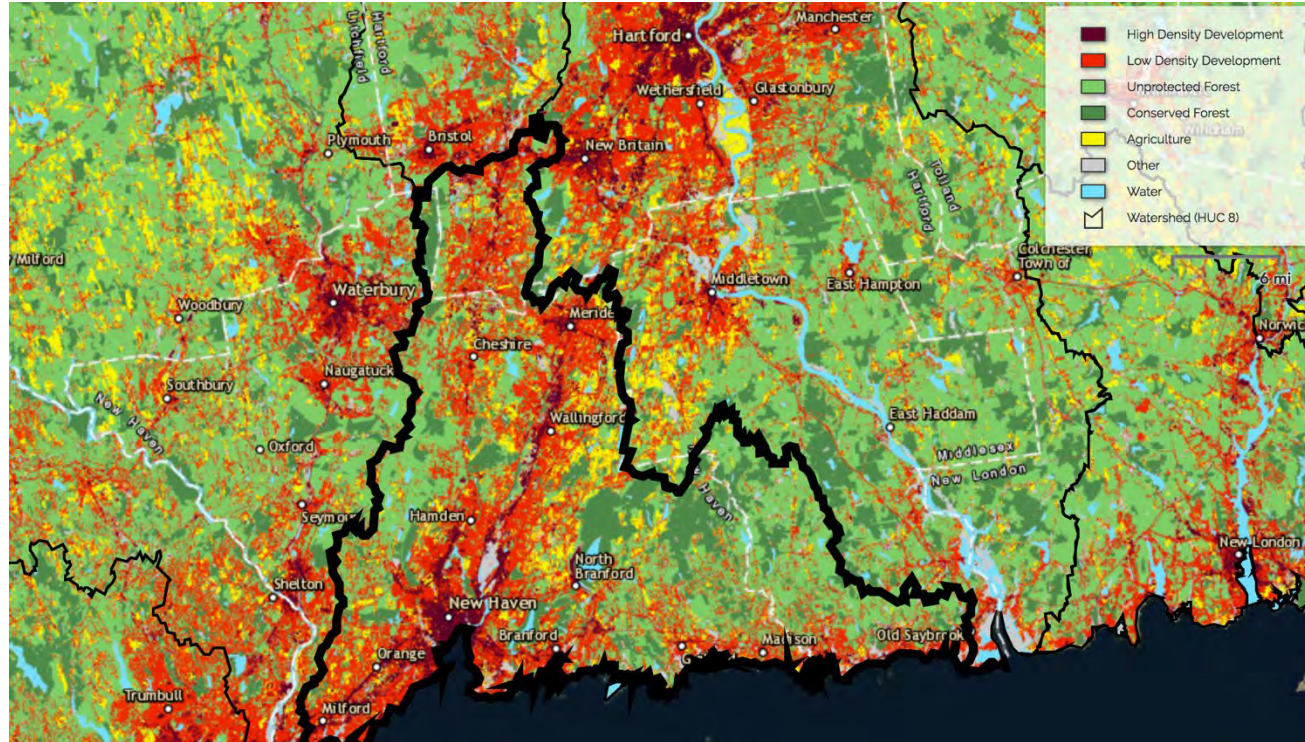 Hartford
Litchfield
Hartford
Manchester
Wethersfield
Glastonbury
Plymouth
Bristol
New Britain
Tolland
Hartford
High Density Development
Low Density Development
Unprotected Forest
Conserved Forest
Agriculture
Other
Water
Watershed (HUC 8)
6 mi
Milford
Woodbury
Waterbury
Middletown
East Hampton
Colchester,
Town of
Meride
Cheshire
Norwic
Southbury
Naugatuck
New Haven
Wallingford
East Haddam
Middlesex
New London
Oxford
Seymou
Hamden
Haven
North
Branford
New London
Shelton
New Haven
Branford
G
Madison
Old Saybrook
Orange
Trumbull
Milford